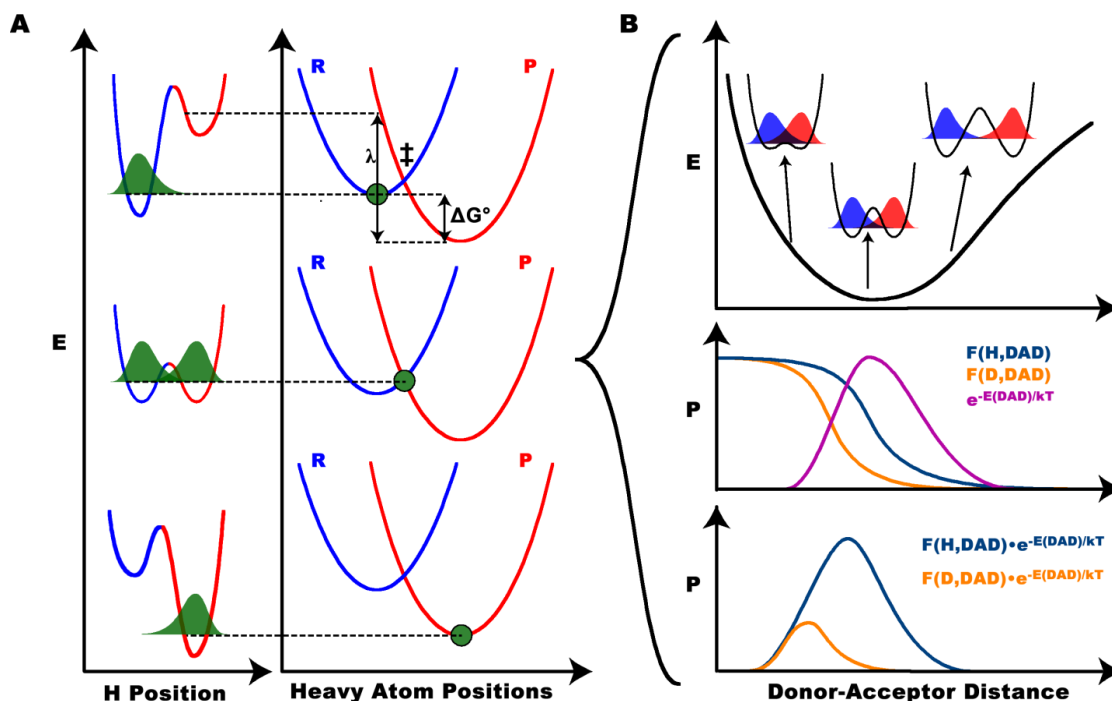 A
E
R
P
λ
‡
ΔG°
R
P
R
P
H Position
Heavy Atom Positions
B
E
P
F(H,DAD)
F(D,DAD)
e-E(DAD)/kT
P
F(H,DAD)•e-E(DAD)/kT
F(D,DAD)•e-E(DAD)/kT
Donor-Acceptor Distance